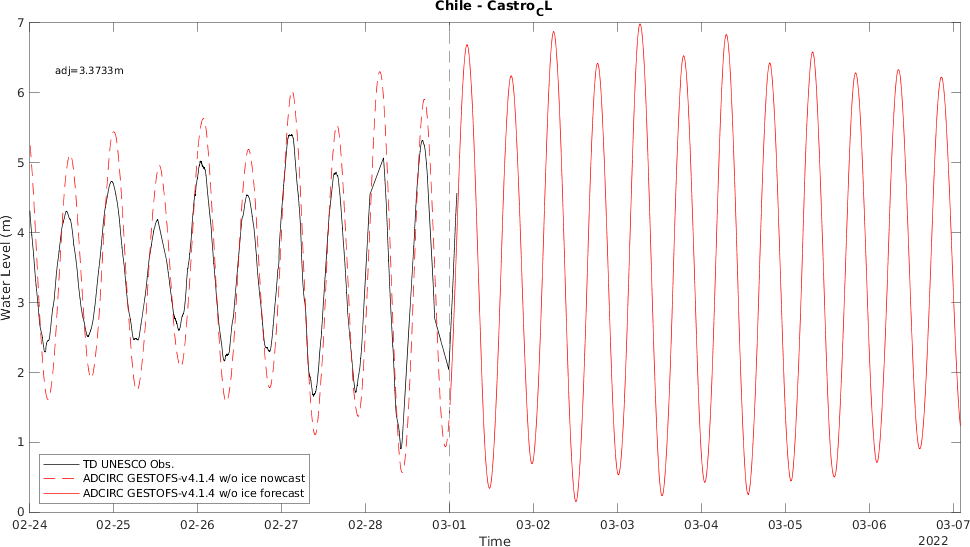 Chile - Castro_CL
adj=3.3733m
Water Level (m)
7
6
5
4
3
2
1
0
TD UNESCO Obs.
ADCIRC GESTOFS-v4.1.4 w/o ice nowcast
ADCIRC GESTOFS-v4.1.4 w/o ice forecast
02-24 02-25 02-26 02-27 02-28 03-01 03-02 03-03 03-04 03-05 03-06 03-07
Time
2022